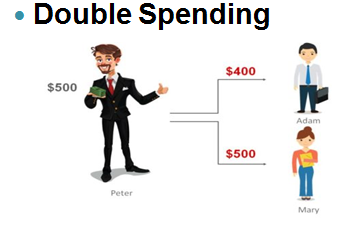 • Double Spending
$400
$500
Adam
$500
Peter
Mary